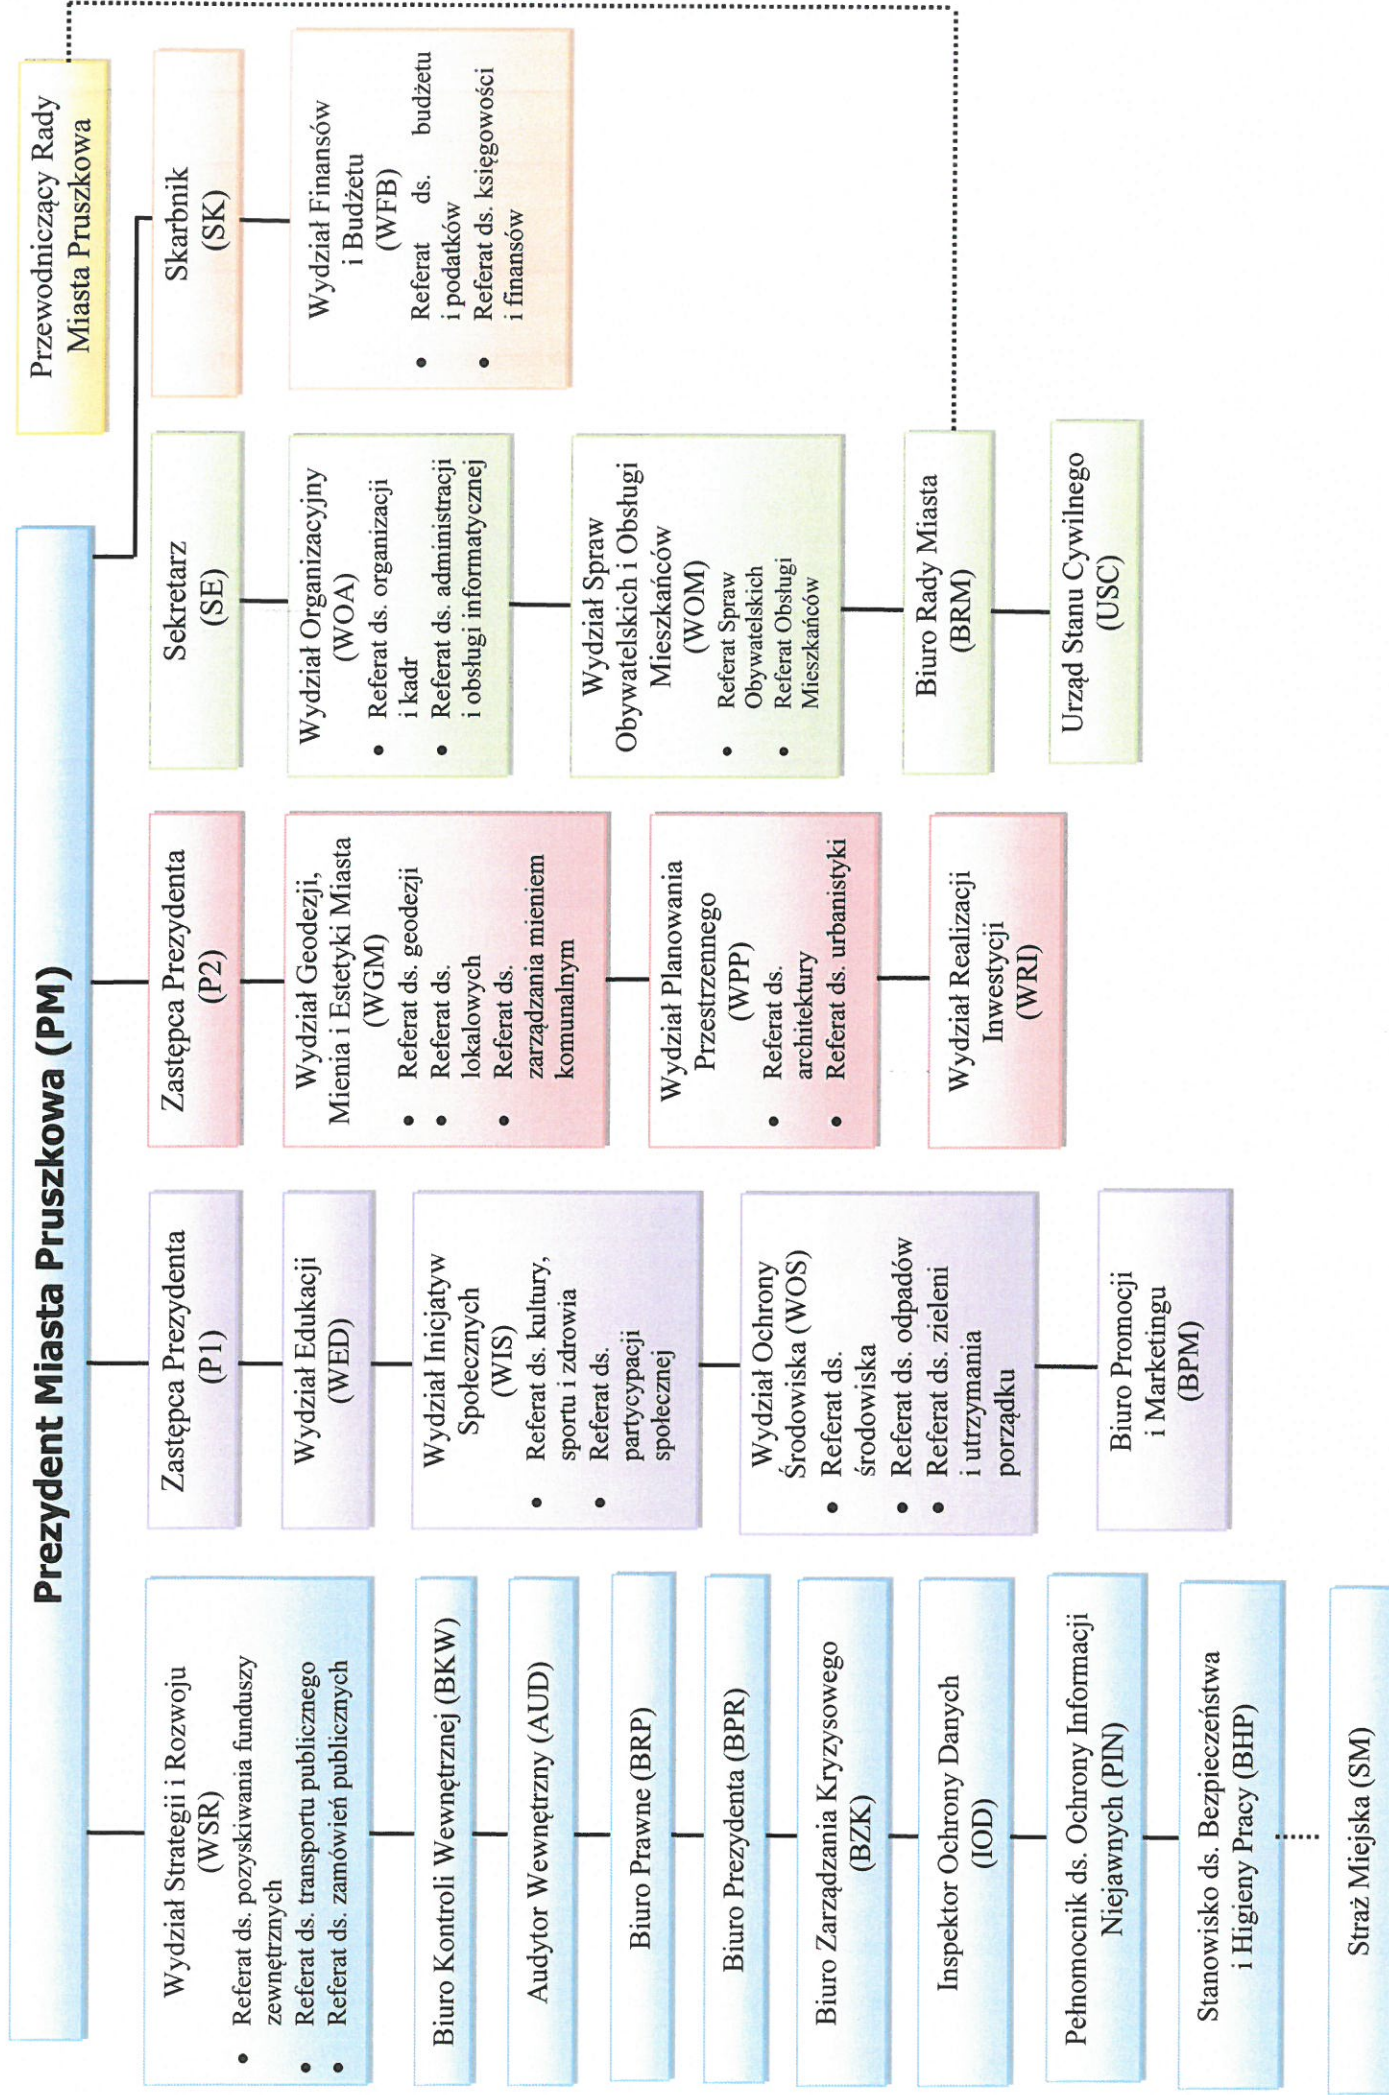 Prezydent Miasta Pruszkowa (PM)
Przewodniczący Rady
Miasta Pruszkowa
Wydział Strategii i Rozwoju
(WSR)
• Referat ds. pozyskiwania funduszy
zewnętrznych
• Referat ds. transportu publicznego
• Referat ds. zamówień publicznych
Biuro Kontroli Wewnętrznej (BKW)
Audytor Wewnętrzny (AUD)
Biuro Prawne (BRP)
Biuro Prezydenta (BPR)
Biuro Zarządzania Kryzysowego
(BZK)
Inspektor Ochrony Danych
(IOD)
Pełnomocnik ds. Ochrony Informacji
Niejawnych (PIN)
Stanowisko ds. Bezpieczeństwa
i Higieny Pracy (BHP)
Straż Miejska (SM)
Zastępca Prezydenta
(P1)
Wydział Edukacji
(WED)
Wydział Inicjatyw
Społecznych
(WIS)
• Referat ds. kultury,
sportu i zdrowia
• Referat ds.
partycypacji
społecznej
Wydział Ochrony
Środowiska (WOS)
• Referat ds.
środowiska
• Referat ds. odpadów
• Referat ds. zieleni
i utrzymania
porządku
Biuro Promocji
i Marketingu
(BPM)
Zastępca Prezydenta
(P2)
Wydział Geodezji,
Mienia i Estetyki Miasta
(WGM)
• Referat ds. geodezji
• Referat ds.
lokalowych
• Referat ds.
zarządzania mieniem
komunalnym
Wydział Planowania
Przestrzennego
(WPP)
• Referat ds.
architektury
• Referat ds. urbanistyki
Wydział Realizacji
Inwestycji
(WRI)
Sekretarz
(SE)
Wydział Organizacyjny
(WOA)
• Referat ds. organizacji
i kadr
• Referat ds. administracji
i obsługi informatycznej
Wydział Spraw
Obywatelskich i Obsługi
Mieszkańców
(WOM)
• Referat Spraw
Obywatelskich
• Referat Obsługi
Mieszkańców
Biuro Rady Miasta
(BRM)
Urząd Stanu Cywilnego
(USC)
Skarbnik
(SK)
Wydział Finansów
i Budżetu
(WFB)
• Referat ds. budżetu
i podatków
• Referat ds. księgowości
i finansów